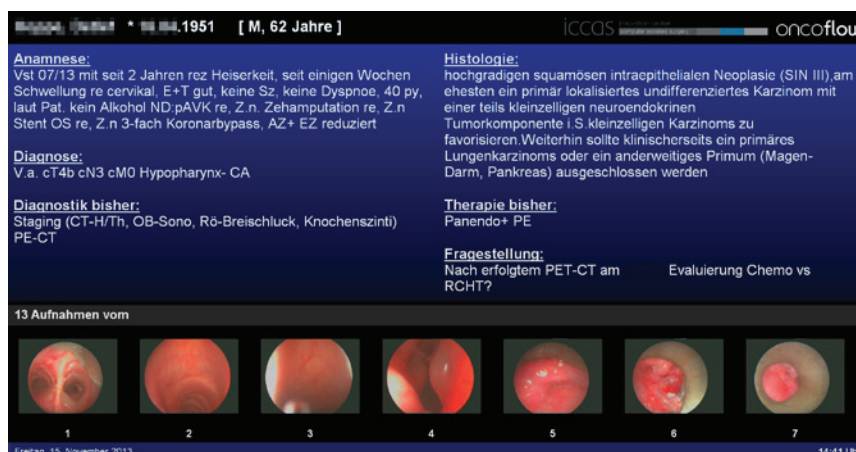 * .1951 [ M, 62 Jahre ]
iccas
oncoflow
Anamnese:
Vst 07/13 mit seit 2 Jahren rez Heiserkeit, seit einigen Wochen
Schwellung re cervikal, E+T gut, keine Sz, keine Dyspnoe, 40 py,
laut Pat. kein Alkohol ND:pAVK re, Z.n. Zehamputation re, Z.n
Stent OS re, Z.n 3-fach Koronarbypass, AZ+ EZ reduziert
Diagnose:
V.a. cT4b cN3 cM0 Hypopharynx- CA
Diagnostik bisher:
Staging (CT-H/Th, OB-Sono, Rö-Breischluck, Knochenszinti)
PE-CT
Histologie:
hochgradigen squamösen intraepithelialen Neoplasie (SIN III),am
ehesten ein primär lokalisiertes undifferenziertes Karzinom mit
einer teils kleinzelligen neuroendokrinen
Tumorkomponente i.S.kleinzelligen Karzinoms zu
favorisieren.Weiterhin sollte klinischerseits ein primäres
Lungenkarzinoms oder ein anderweitiges Primum (Magen-
Darm, Pankreas) ausgeschlossen werden
Therapie bisher:
Panendo+ PE
Fragestellung:
Nach erfolgtem PET-CT am Evaluierung Chemo vs
RCHT?
13 Aufnahmen vom
1 2 3 4 5 6 7
Freitag, 15. November 2013 14:41